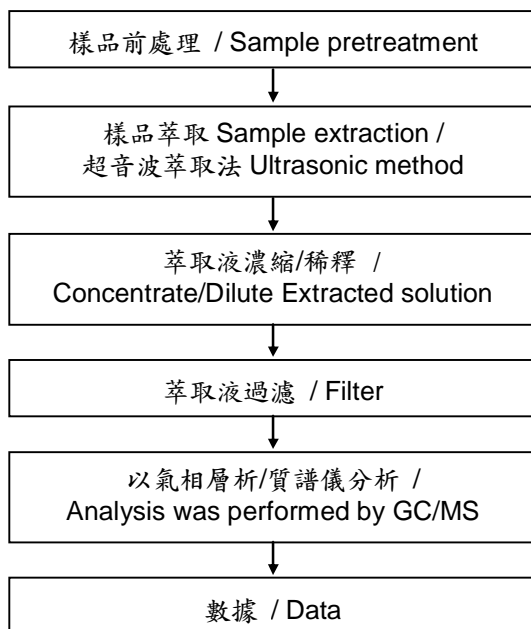 樣品前處理 / Sample pretreatment
樣品萃取 Sample extraction /
超音波萃取法 Ultrasonic method
萃取液濃縮/稀釋 /
Concentrate/Dilute Extracted solution
萃取液過濾 / Filter
以氣相層析/質譜儀分析 /
Analysis was performed by GC/MS
數據 / Data